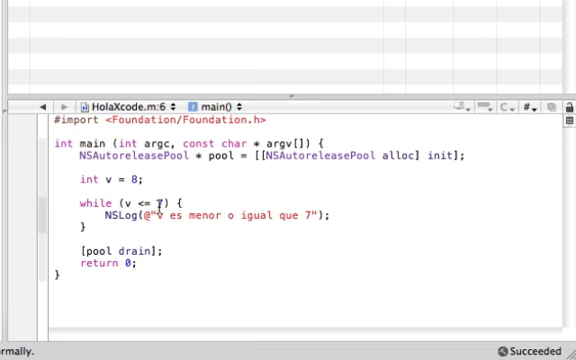 HolaXcode.m:6 main() C #
#import <Foundation/Foundation.h>
int main (int argc, const char * argv[]) {
NSAutoreleasePool * pool = [[NSAutoreleasePool alloc] init];
int v = 8;
while (v <= 7) {
NSLog(@"v es menor o igual que 7");
}
[pool drain];
return 0;
}
rmally. Succeeded